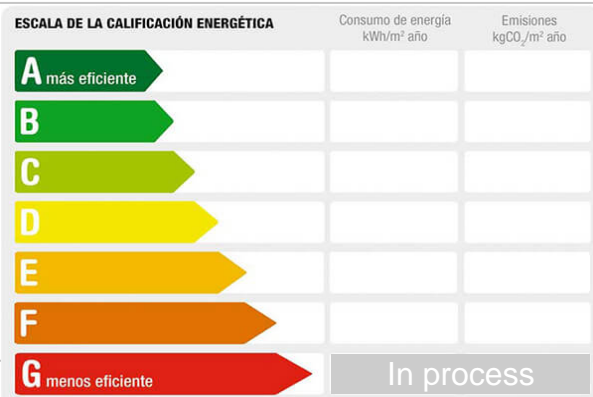 ESCALA DE LA CALIFICACIÓN ENERGÉTICA
Consumo de energía
kWh/m² año
Emisiones
kgCO₂/m² año
A más eficiente
B
C
D
E
F
G menos eficiente
In process